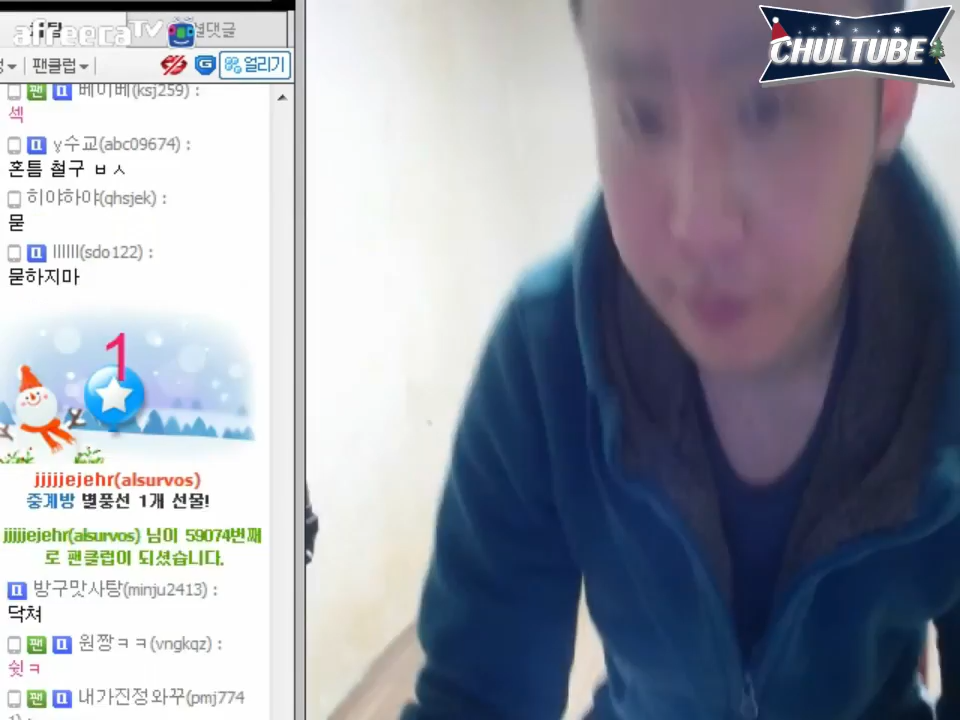 afreecaTV
CHULTUBE
팬클럽
열리기
베이베(ksj259) :
섹
y수교(abc09674) :
혼틈 철구 ㅂㅅ
히야하야(qhsjek) :
묻
llllll(sdo122) :
묻하지마
1
jjjjjejehr(alsurvos)
중계방 별풍선 1개 선물!
jjjjjejehr(alsurvos) 님이 59074번째
로 팬클럽이 되셨습니다.
방구맛사탕(minju2413) :
닥쳐
팬 원짱ㅋㅋ(vngkqz) :
쉿ㅋ
팬 내가진정와꾸(pmj774